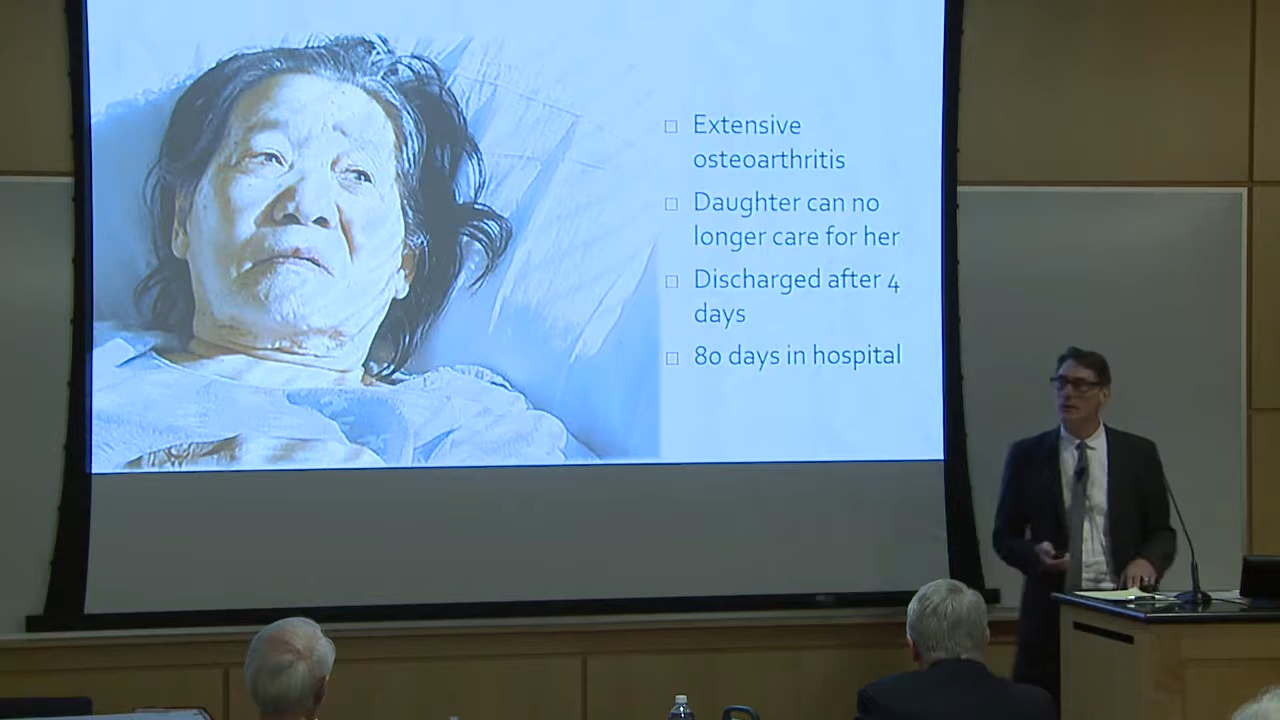 Extensive
osteoarthritis
Daughter can no
longer care for her
Discharged after 4
days
80 days in hospital